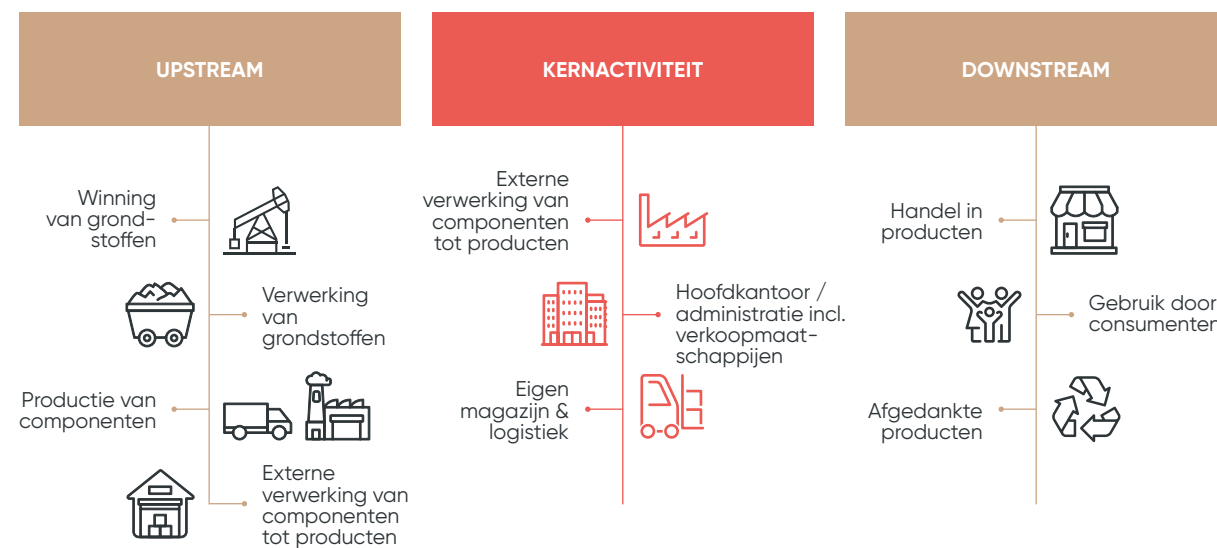 UPSTREAM
Winning
van grond-
stoffen
Verwerking
van
grondstoffen
Productie van
componenten
Externe
verwerking van
componenten
tot producten
KERNACTIVITEIT
Externe
verwerking van
componenten
tot producten
Hoofdkantoor /
administratie incl.
verkoopmaat-
schappijen
Eigen
magazijn &
logistiek
DOWNSTREAM
Handel in
producten
Gebruik door
consumenten
Afgedankte
producten